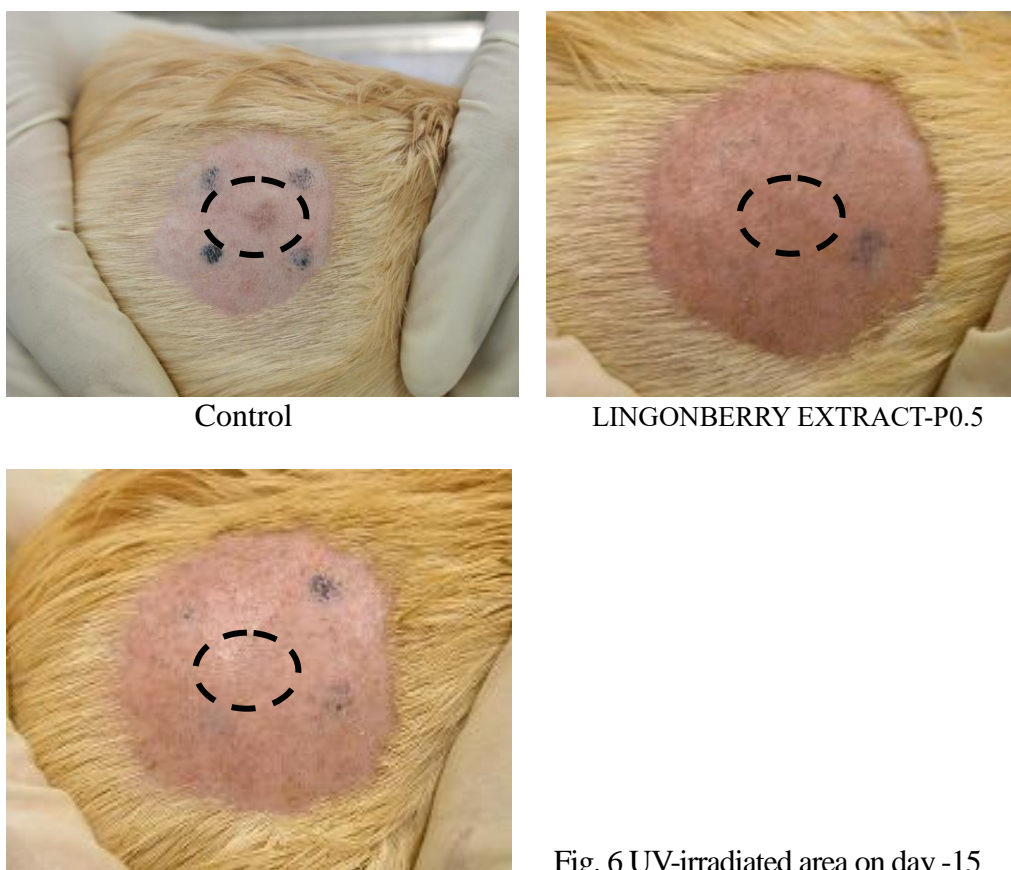 Control
LINGONBERRY EXTRACT-P0.5
Fig. 6 UV-irradiated area on day -15